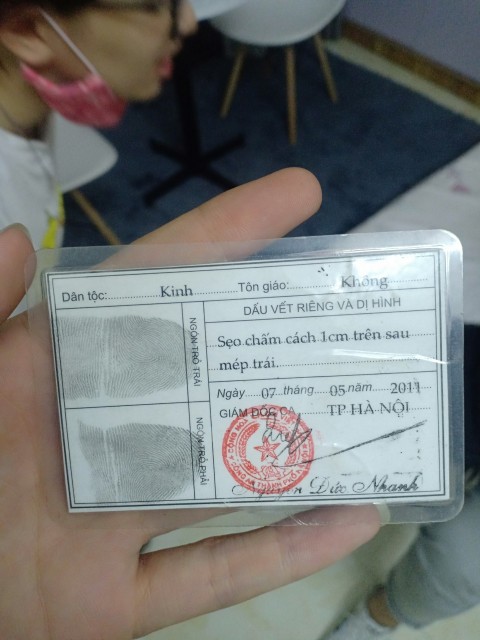 Dân tộc: Kinh Tôn giáo: Không
DẤU VẾT RIÊNG VÀ DỊ HÌNH
NGÓN TRỎ TRÁI
Sẹo chấm cách 1cm trên sau
mép trái.
Ngày 07 tháng 05 năm 2011
GIÁM ĐỐC CA TP HÀ NỘI
NGÓN TRỎ PHẢI
Nguyễn Đức Nhanh